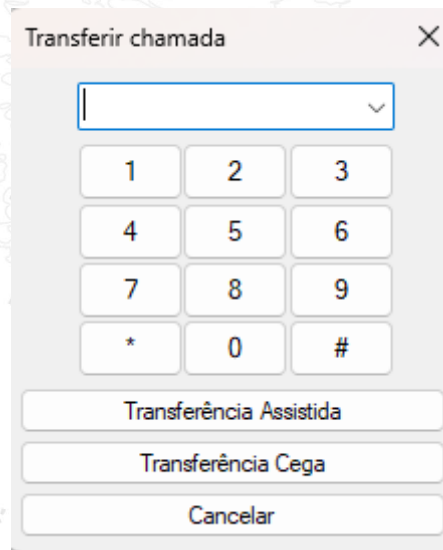 Transferir chamada
1 2 3
4 5 6
7 8 9
* 0 #
Transferência Assistida
Transferência Cega
Cancelar